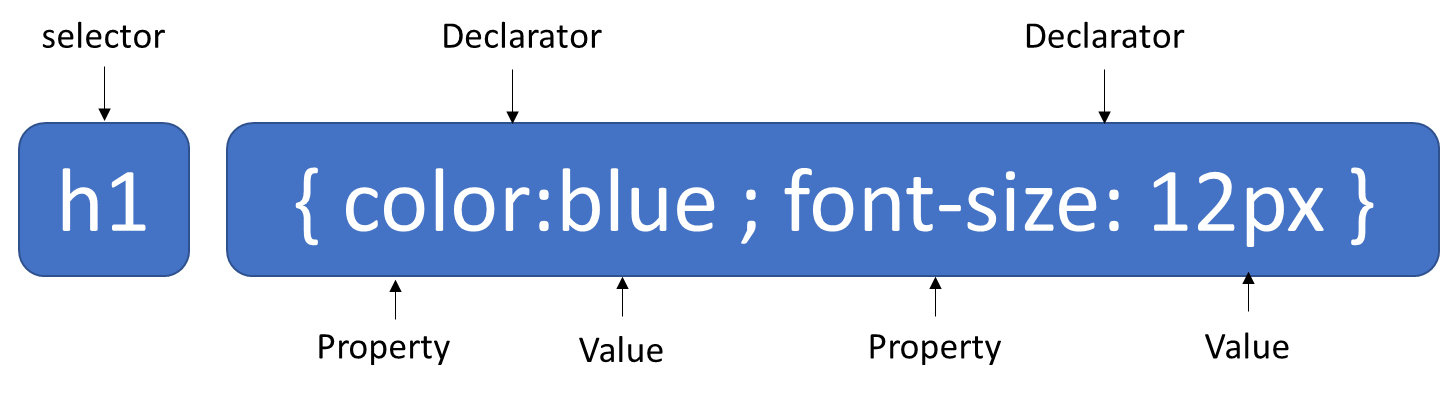 selector Declarator Declarator
h1 { color:blue ; font-size: 12px }
Property Value Property Value